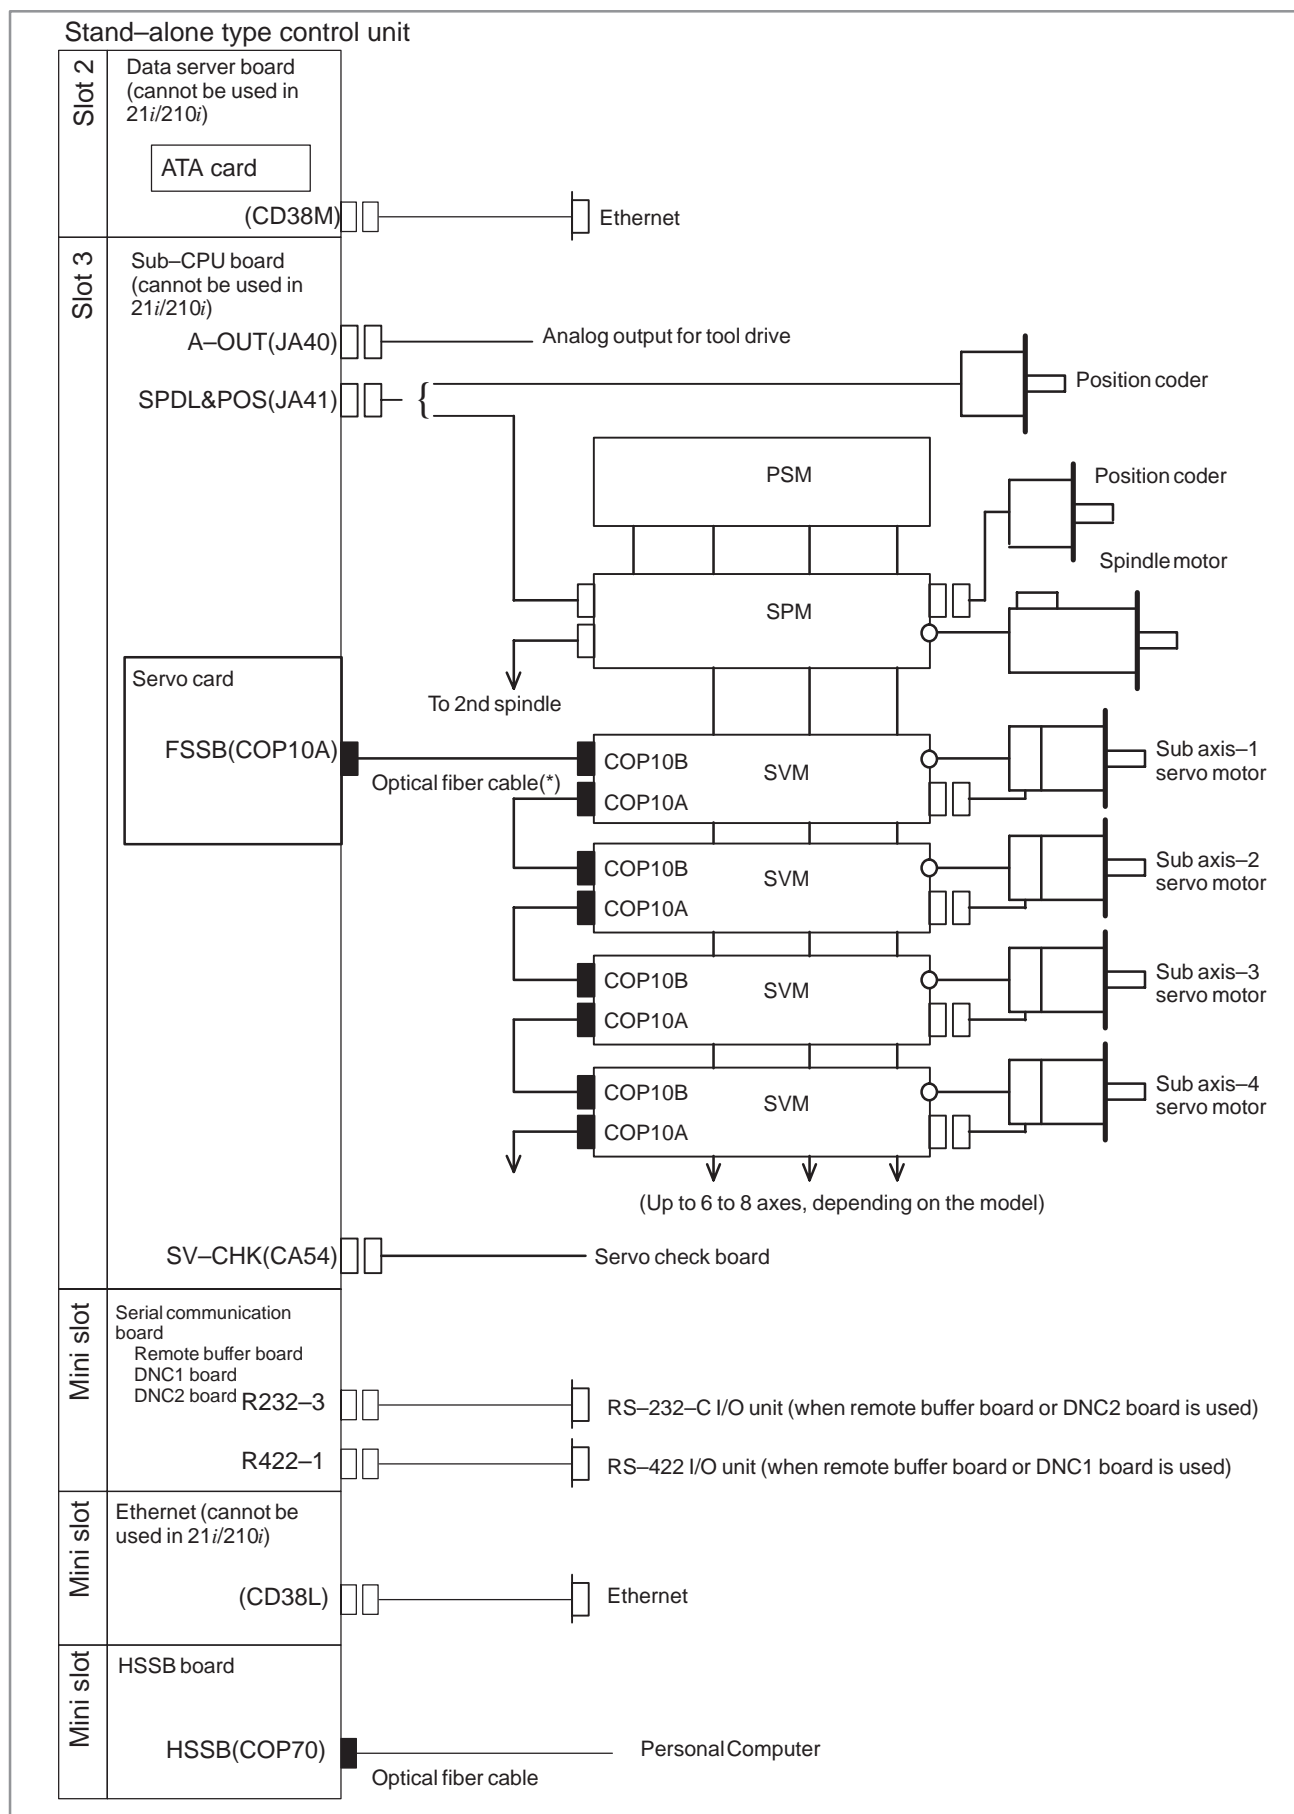 Stand–alone type control unit
Slot 2
Data server board
(cannot be used in
21i/210i)
ATA card
(CD38M)
Ethernet
Slot 3
Sub–CPU board
(cannot be used in
21i/210i)
A–OUT(JA40)
Analog output for tool drive
SPDL&POS(JA41)
{
Position coder
PSM
Position coder
Spindle motor
SPM
To 2nd spindle
Servo card
FSSB(COP10A)
Optical fiber cable(*)
COP10B
SVM
COP10A
Sub axis–1
servo motor
COP10B
SVM
COP10A
Sub axis–2
servo motor
COP10B
SVM
COP10A
Sub axis–3
servo motor
COP10B
SVM
COP10A
Sub axis–4
servo motor
(Up to 6 to 8 axes, depending on the model)
SV–CHK(CA54)
Servo check board
Mini slot
Serial communication
board
Remote buffer board
DNC1 board
DNC2 board
R232–3
RS–232–C I/O unit (when remote buffer board or DNC2 board is used)
R422–1
RS–422 I/O unit (when remote buffer board or DNC1 board is used)
Mini slot
Ethernet (cannot be
used in 21i/210i)
(CD38L)
Ethernet
Mini slot
HSSB board
HSSB(COP70)
Personal Computer
Optical fiber cable